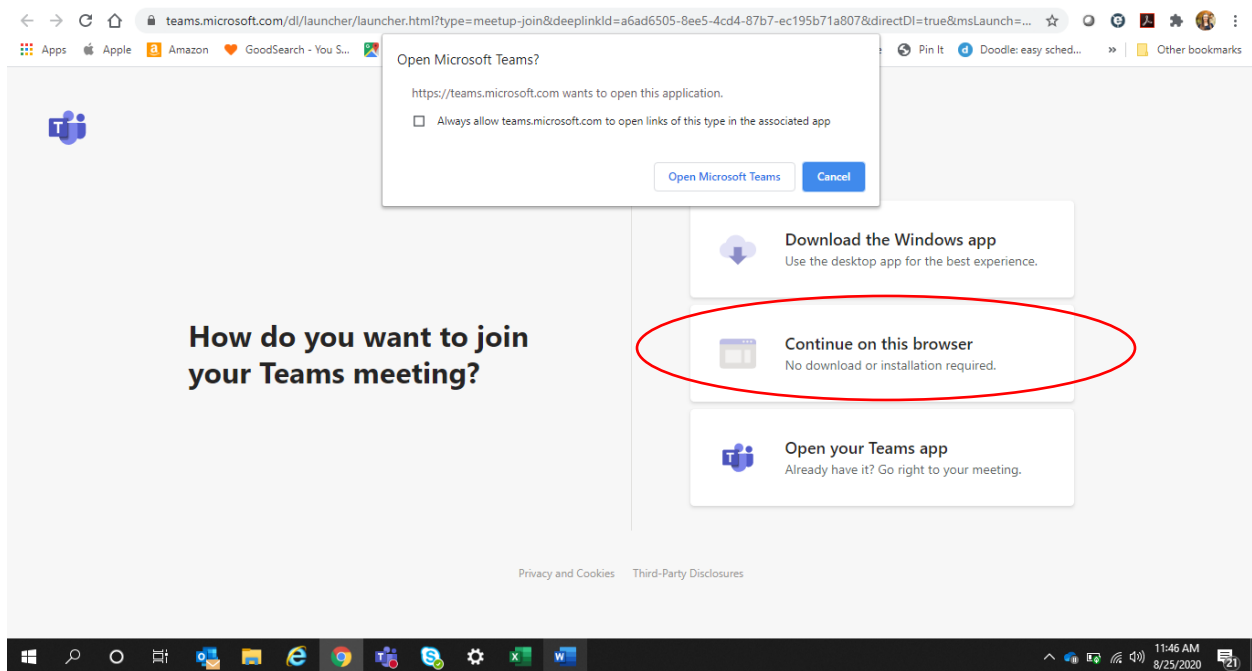 teams.microsoft.com/dl/launcher/launcher.html?type=meetup-join&deeplinkId=a6ad6505-8ee5-4cd4-87b7-ec195b71a807&directDl=true&msLaunch=...
Apps Apple Amazon GoodSearch - You S... Pin It Doodle: easy sched... » Other bookmarks
Open Microsoft Teams?
https://teams.microsoft.com wants to open this application.
Always allow teams.microsoft.com to open links of this type in the associated app
Open Microsoft Teams Cancel
Download the Windows app
Use the desktop app for the best experience.
How do you want to join
your Teams meeting?
Continue on this browser
No download or installation required.
Open your Teams app
Already have it? Go right to your meeting.
Privacy and Cookies Third-Party Disclosures
11:46 AM
8/25/2020
21